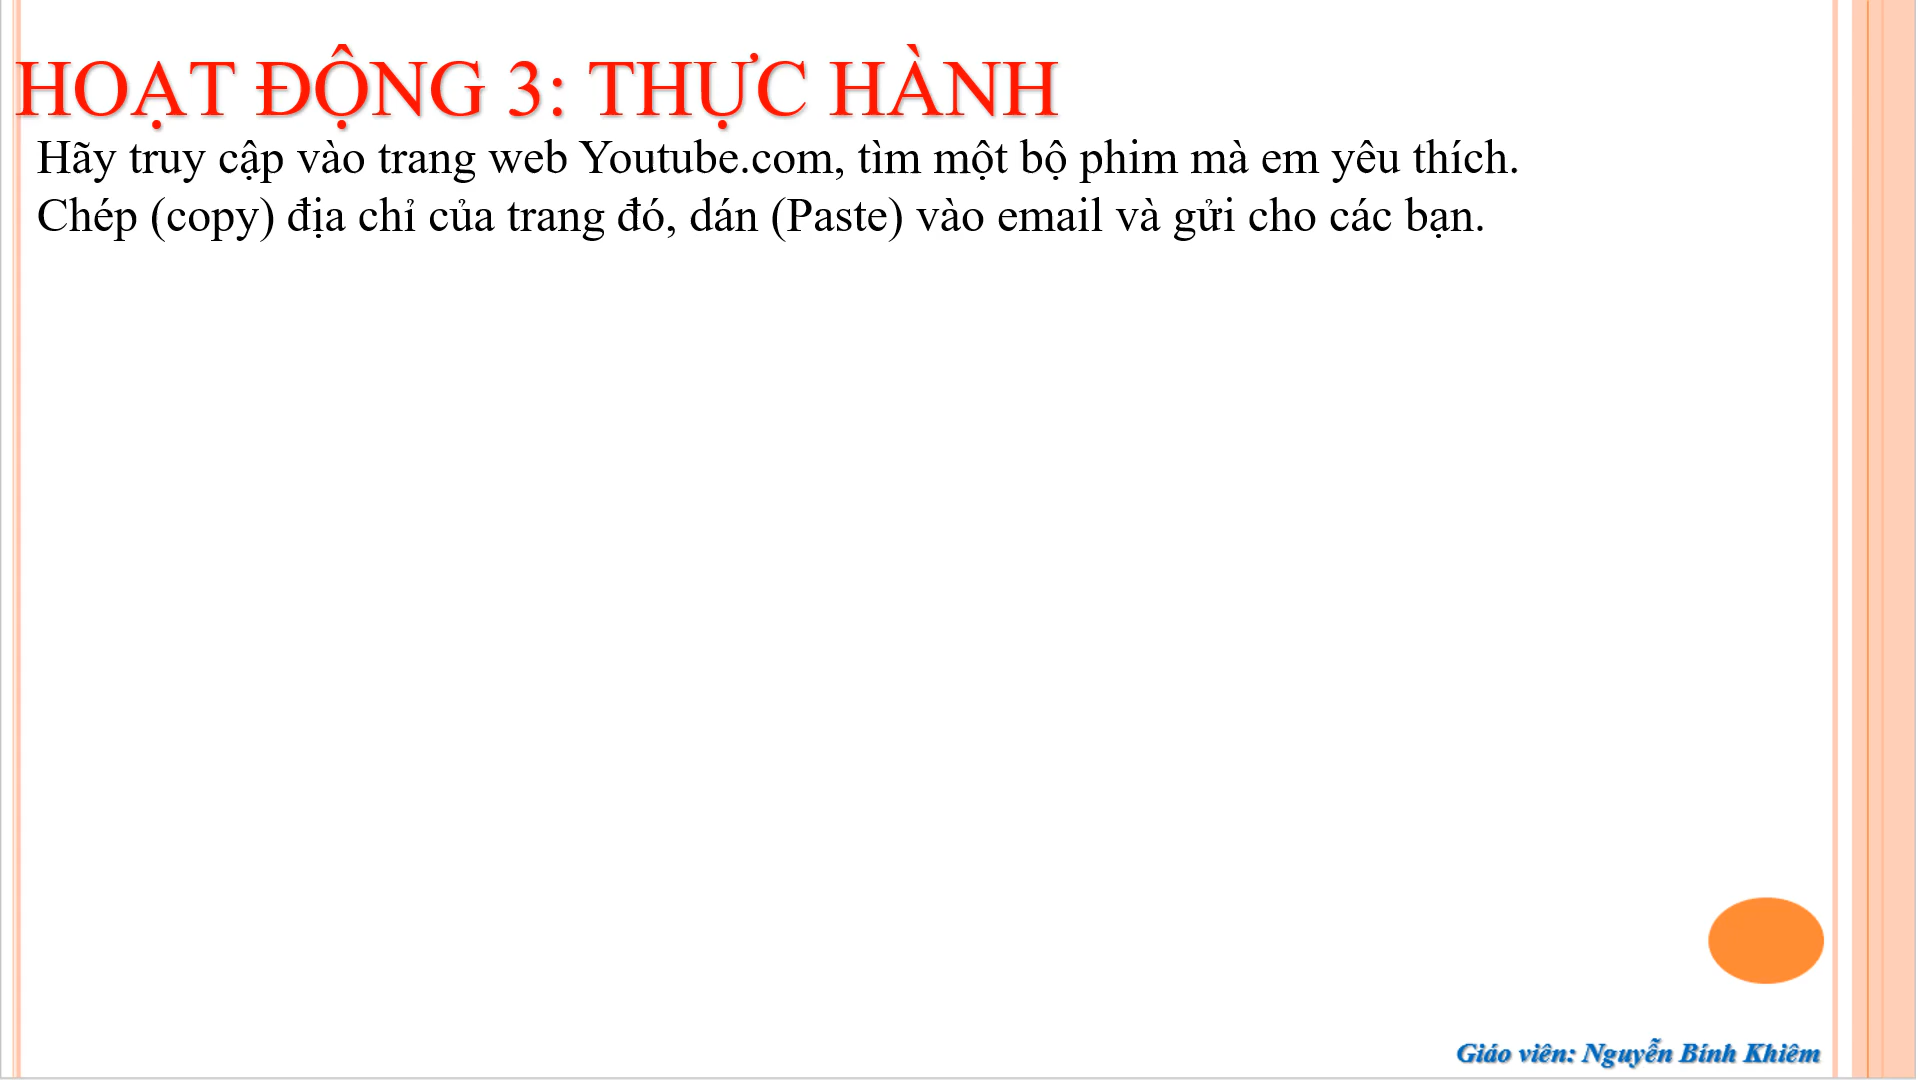 HOẠT ĐỘNG 3: THỰC HÀNH
Hãy truy cập vào trang web Youtube.com, tìm một bộ phim mà em yêu thích.
Chép (copy) địa chỉ của trang đó, dán (Paste) vào email và gửi cho các bạn.
Giáo viên: Nguyễn Bính Khiêm